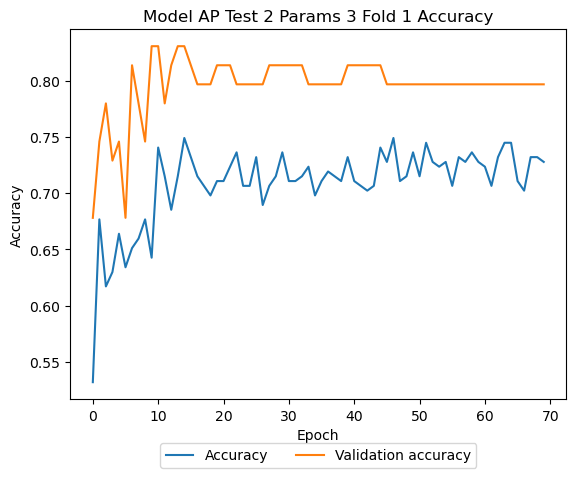 Model AP Test 2 Params 3 Fold 1 Accuracy
Accuracy
0.80
0.75
0.70
0.65
0.60
0.55
0 10 20 30 40 50 60 70
Epoch
Accuracy Validation accuracy